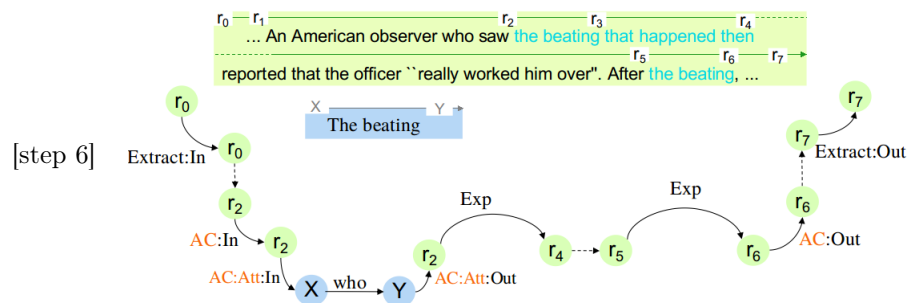 r0 r1 r2 r3 r4
... An American observer who saw the beating that happened then
r5 r6 r7
reported that the officer ``really worked him over''. After the beating, ...
X Y
The beating
[step 6]
r0
Extract:In
r0
r2
AC:In
r2
AC:Att:In
X
who
Y
AC:Att:Out
r2
Exp
r4
r5
Exp
r6
AC:Out
r6
r7
Extract:Out
r7